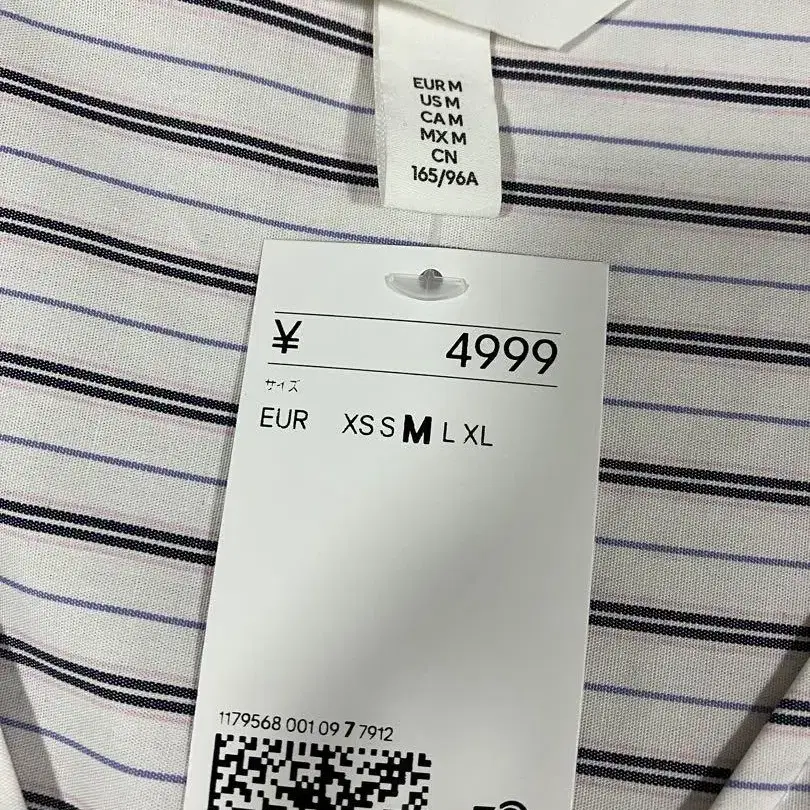 EUR M
US M
CA M
MX M
CN
165/96A
¥ 4999
サイズ
EUR XS S M L XL
1179568 001 09 7 7912